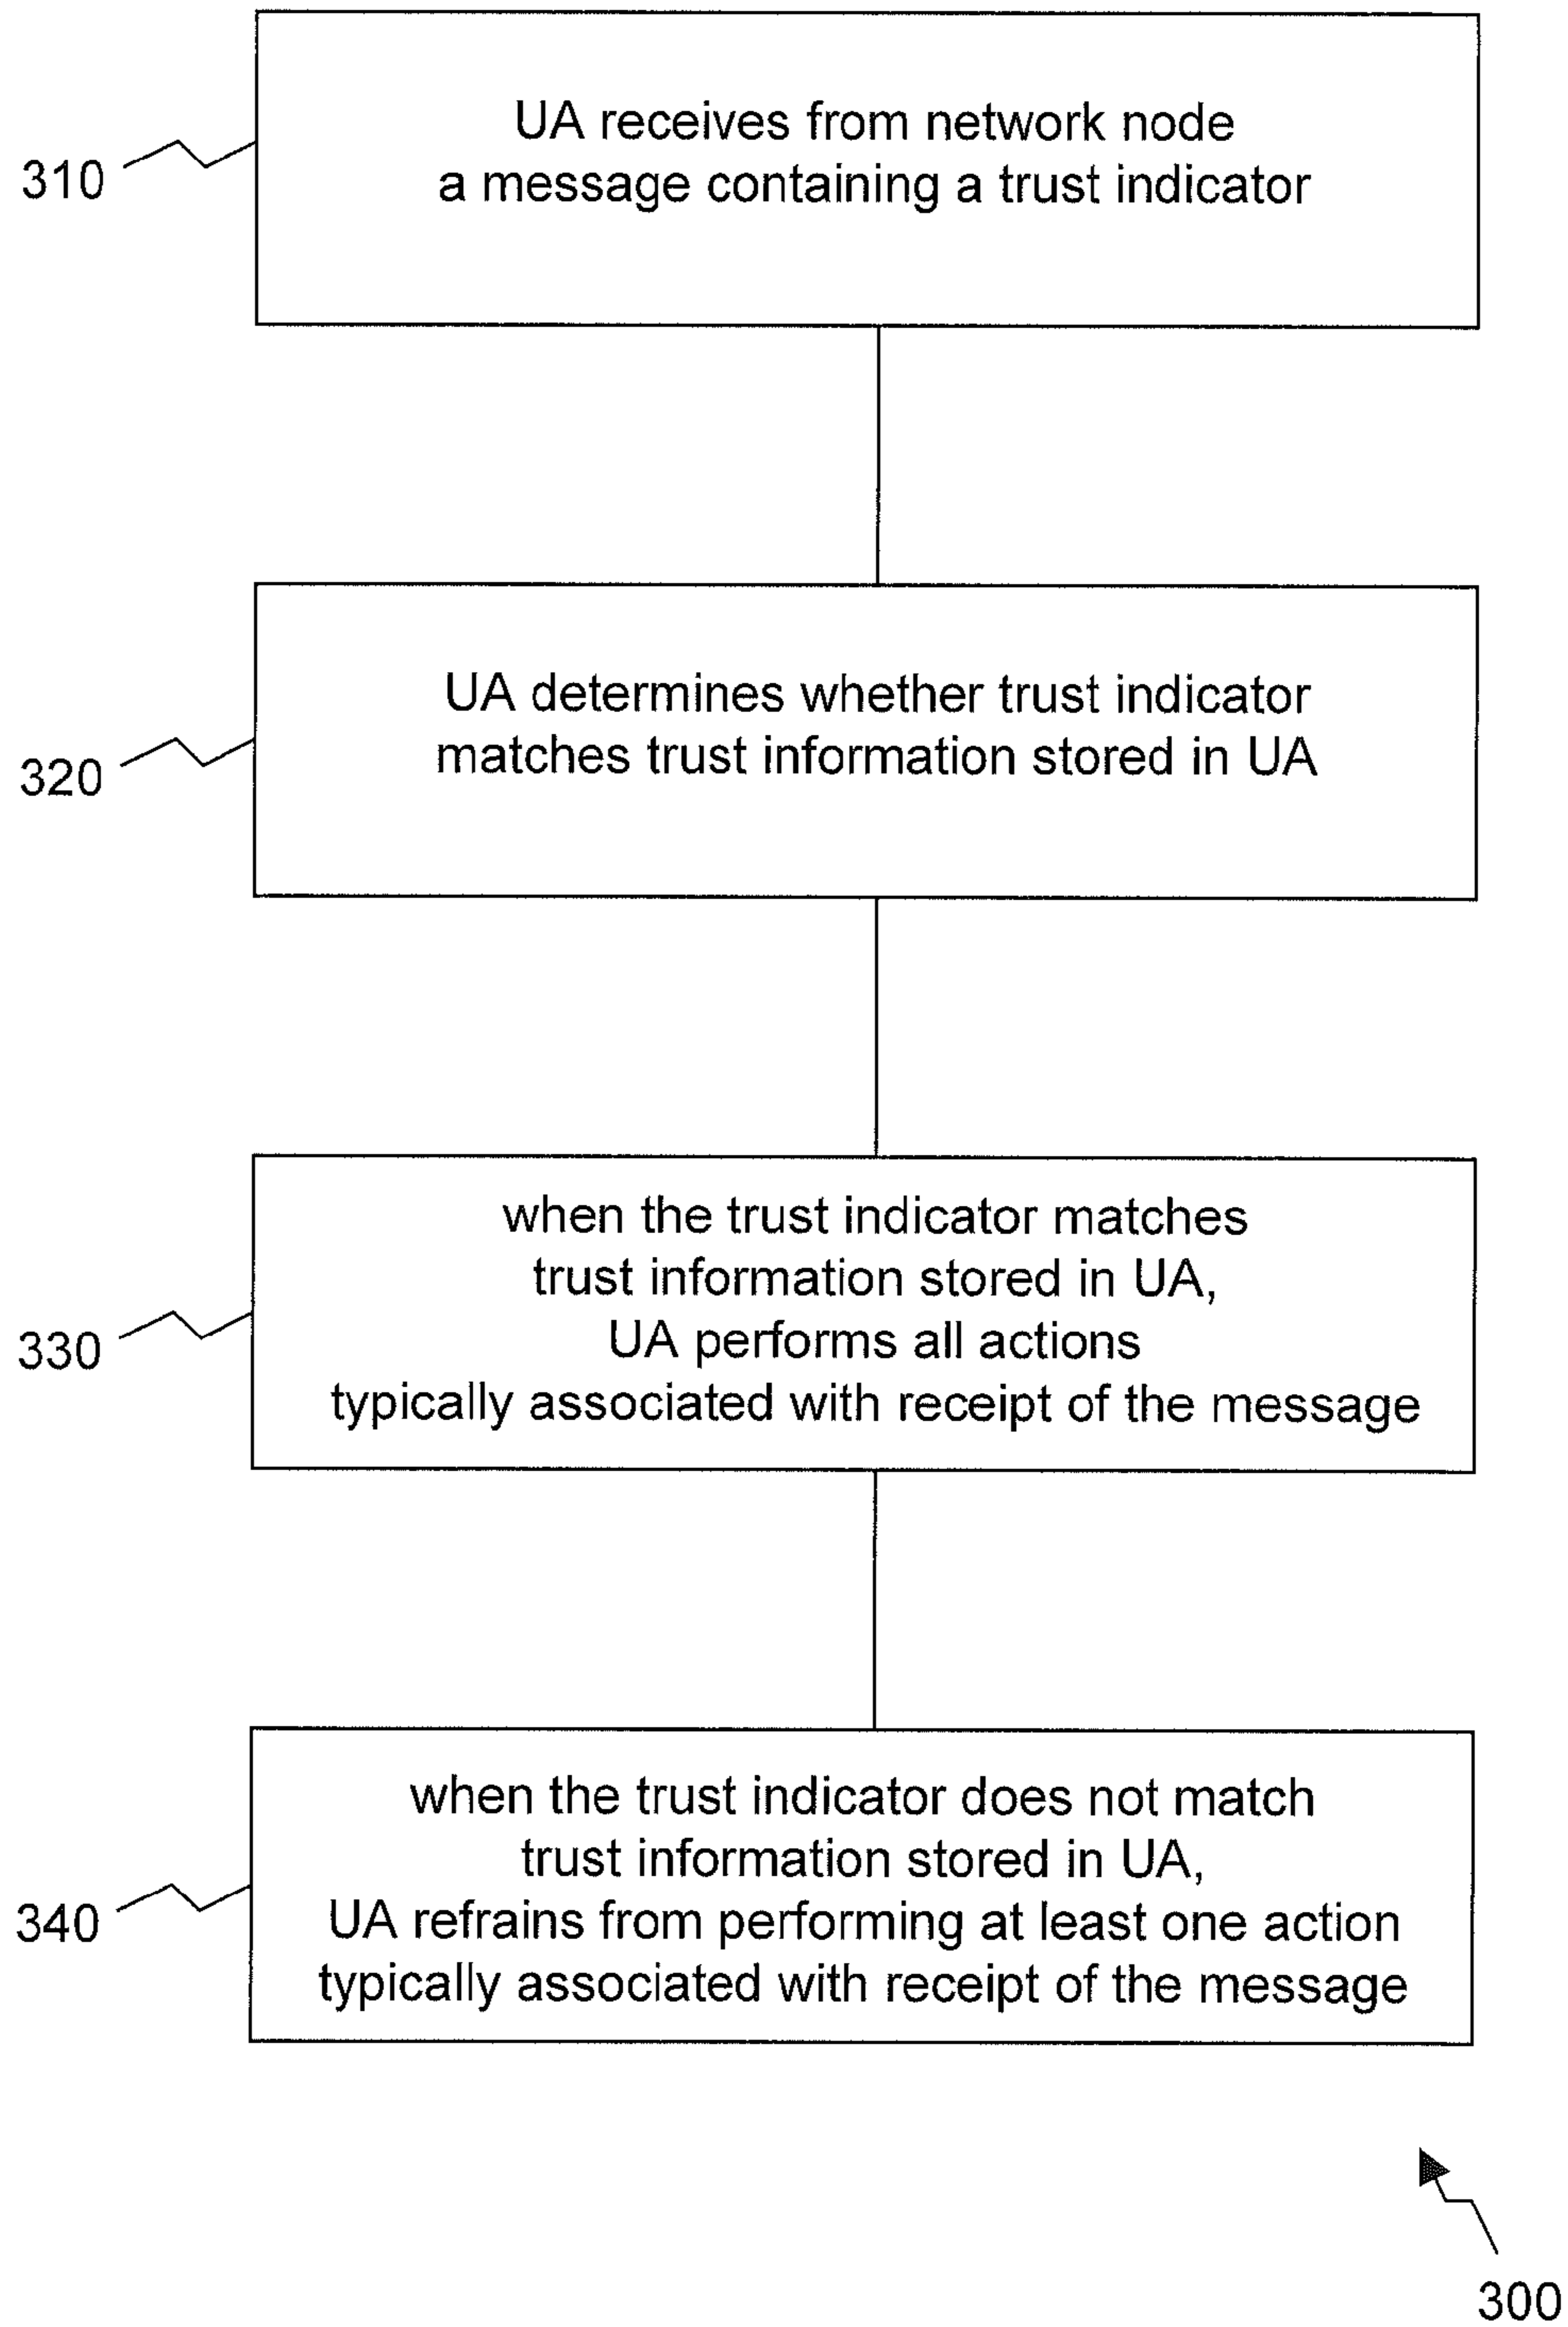 UA receives from network node
a message containing a trust indicator
310
UA determines whether trust indicator
matches trust information stored in UA
320
when the trust indicator matches
trust information stored in UA,
UA performs all actions
typically associated with receipt of the message
330
when the trust indicator does not match
trust information stored in UA,
UA refrains from performing at least one action
typically associated with receipt of the message
340
300